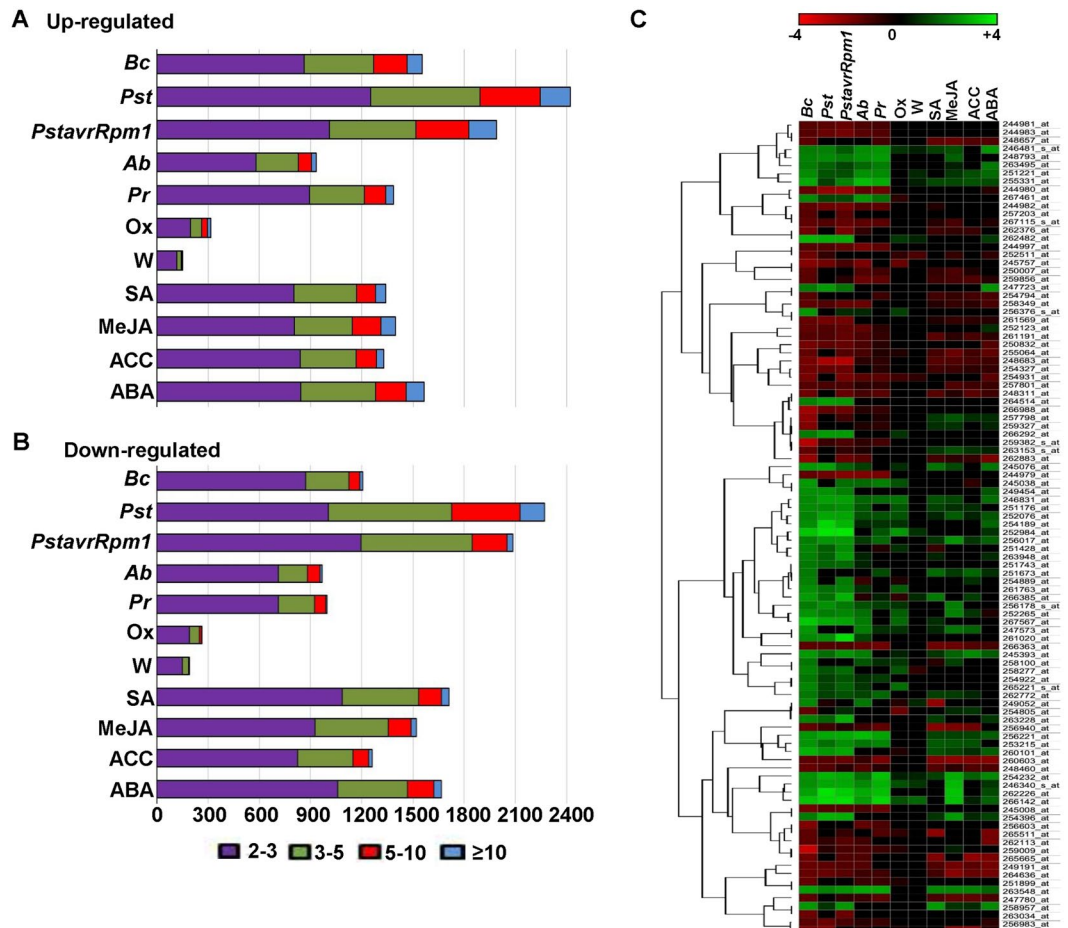 A Up-regulated
Bc
Pst
PstavrRpm1
Ab
Pr
Ox
W
SA
MeJA
ACC
ABA
B Down-regulated
Bc
Pst
PstavrRpm1
Ab
Pr
Ox
W
SA
MeJA
ACC
ABA
0 300 600 900 1200 1500 1800 2100 2400
2-3 3-5 5-10 ≥10
C
-4 0 +4
Bc Pst PstavrRpm1 Ab Pr Ox W SA MeJA ACC ABA
244981_at
244983_at
248657_at
246481_s_at
248793_at
263495_at
251221_at
255331_at
244980_at
267461_at
244982_at
257203_at
267115_s_at
262376_at
262482_at
244997_at
252511_at
245757_at
250007_at
259856_at
247723_at
254794_at
258349_at
256376_s_at
261569_at
252123_at
261191_at
250832_at
255064_at
248683_at
254327_at
254931_at
257801_at
248311_at
264514_at
266988_at
257798_at
259327_at
266292_at
259382_s_at
263153_s_at
262883_at
245076_at
244979_at
245038_at
249454_at
246831_at
251176_at
252076_at
254189_at
252984_at
256017_at
251428_at
263948_at
251743_at
251673_at
254889_at
261763_at
266385_at
256178_s_at
252265_at
267567_at
247573_at
261020_at
266363_at
245393_at
258100_at
258277_at
254922_at
265221_s_at
262772_at
249052_at
254805_at
263228_at
256940_at
256221_at
253215_at
260101_at
260603_at
248460_at
254232_at
246340_s_at
262226_at
266142_at
245008_at
254396_at
256603_at
265511_at
262113_at
259009_at
265665_at
249191_at
264636_at
251899_at
263548_at
247780_at
258957_at
263034_at
256983_at